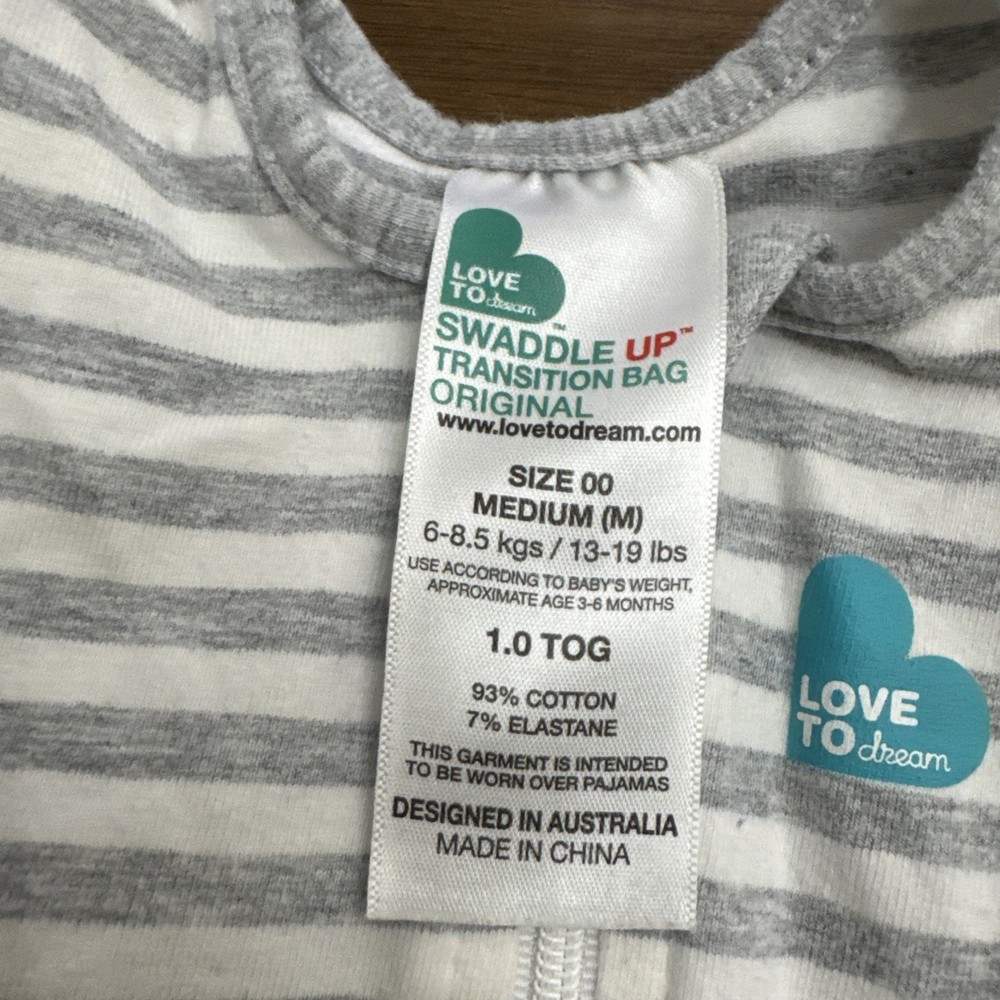 LOVE
TO dream
SWADDLE UP™
TRANSITION BAG
ORIGINAL
www.lovetodream.com
SIZE 00
MEDIUM (M)
6-8.5 kgs / 13-19 lbs
USE ACCORDING TO BABY'S WEIGHT,
APPROXIMATE AGE 3-6 MONTHS
1.0 TOG
93% COTTON
7% ELASTANE
THIS GARMENT IS INTENDED
TO BE WORN OVER PAJAMAS
DESIGNED IN AUSTRALIA
MADE IN CHINA
LOVE
TO dream